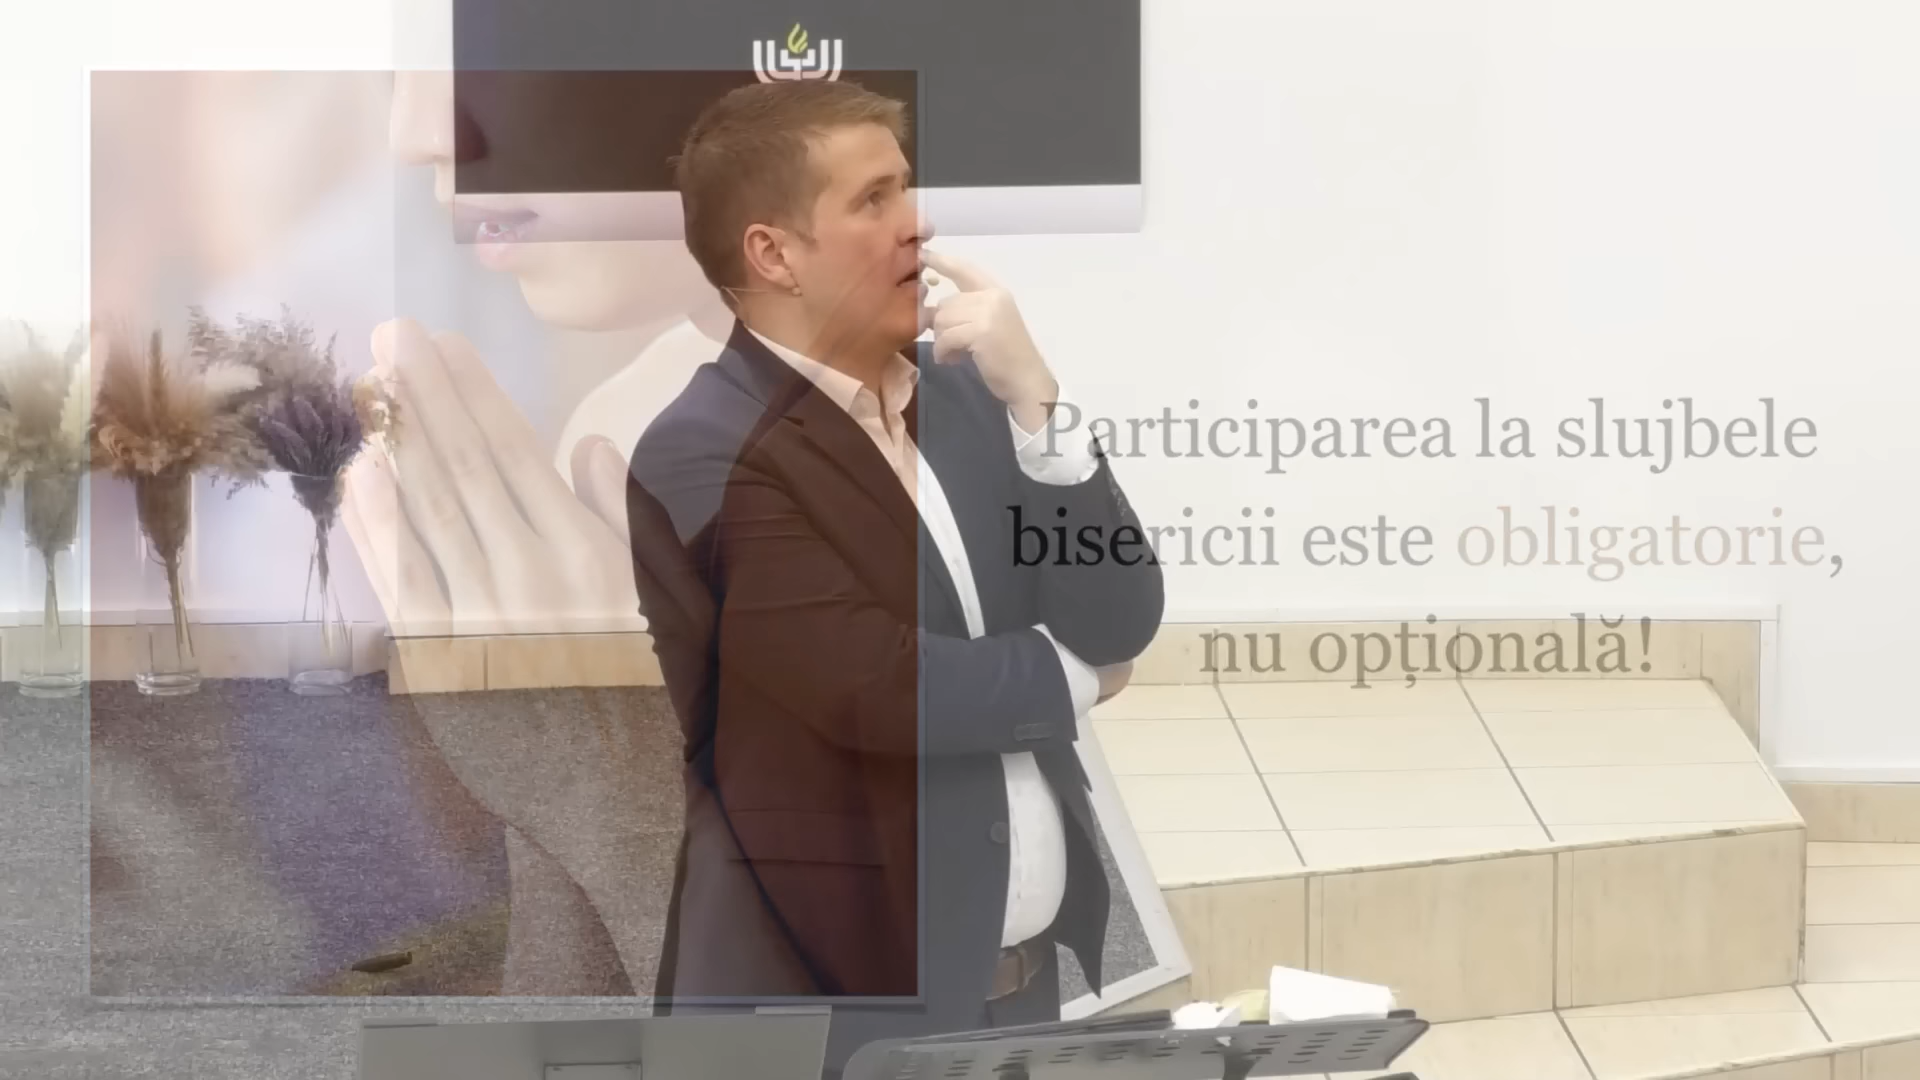 Participarea la slujbele
bisericii este obligatorie,
nu opțională!